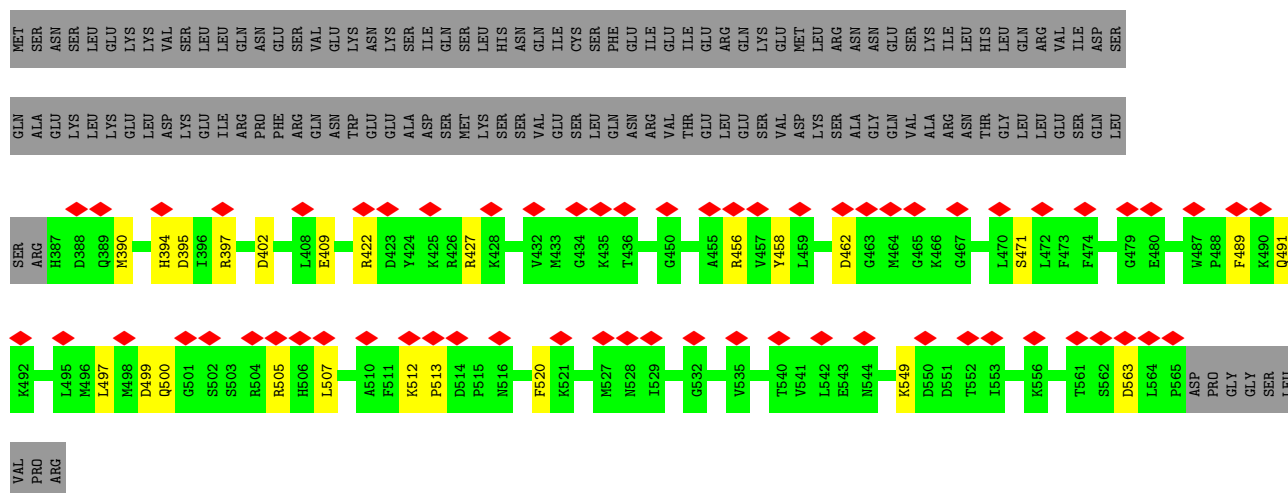 MET SER ASN SER LEU GLU LYS LYS VAL SER LEU LEU GLN ASN GLU SER VAL GLU LYS ASN LYS SER ILE GLN SER LEU HIS ASN GLN ILE CYS SER PHE GLU ILE GLU ILE GLU ARG GLN LYS GLU MET LEU ARG ASN ASN GLU SER LYS ILE LEU HIS LEU GLN ARG VAL ILE ASP SER
GLN ALA GLU LYS LEU LYS GLU LEU ASP LYS GLU ILE ARG PRO PHE ARG GLN ASN TRP GLU GLU ALA ASP SER MET LYS SER SER VAL GLU SER LEU GLN ASN ARG VAL THR GLU LEU GLU SER VAL ASP LYS SER ALA GLY GLN VAL ALA ARG ASN THR GLY LEU LEU GLU SER GLN LEU
SER ARG H387 D388 Q389 M390 H394 D395 I396 R397 D402 L408 E409 R422 D423 Y424 K425 R426 R427 K428 V432 M433 G434 K435 T436 G450 A455 R456 V457 Y458 L459 D462 G463 M464 G465 K466 G467 L470 S471 L472 F473 F474 G479 E480 W487 P488 F489 K490 Q491
K492 L495 M496 L497 M498 D499 Q500 G501 S502 S503 R504 R505 H506 L507 A510 F511 K512 P513 D514 P515 N516 F520 K521 M527 N528 I529 G532 V535 T540 V541 L542 E543 N544 K549 D550 D551 T552 I553 K556 T561 S562 D563 L564 P565 ASP PRO GLY GLY SER LEU
VAL PRO ARG